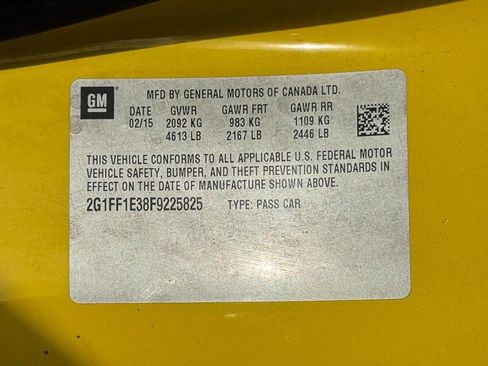 GM
MFD BY GENERAL MOTORS OF CANADA LTD.
DATE GVWR GAWR FRT GAWR RR
02/15 2092 KG 983 KG 1109 KG
4613 LB 2167 LB 2446 LB
THIS VEHICLE CONFORMS TO ALL APPLICABLE U.S. FEDERAL MOTOR
VEHICLE SAFETY, BUMPER, AND THEFT PREVENTION STANDARDS IN
EFFECT ON THE DATE OF MANUFACTURE SHOWN ABOVE.
2G1FF1E38F9225825 TYPE: PASS CAR